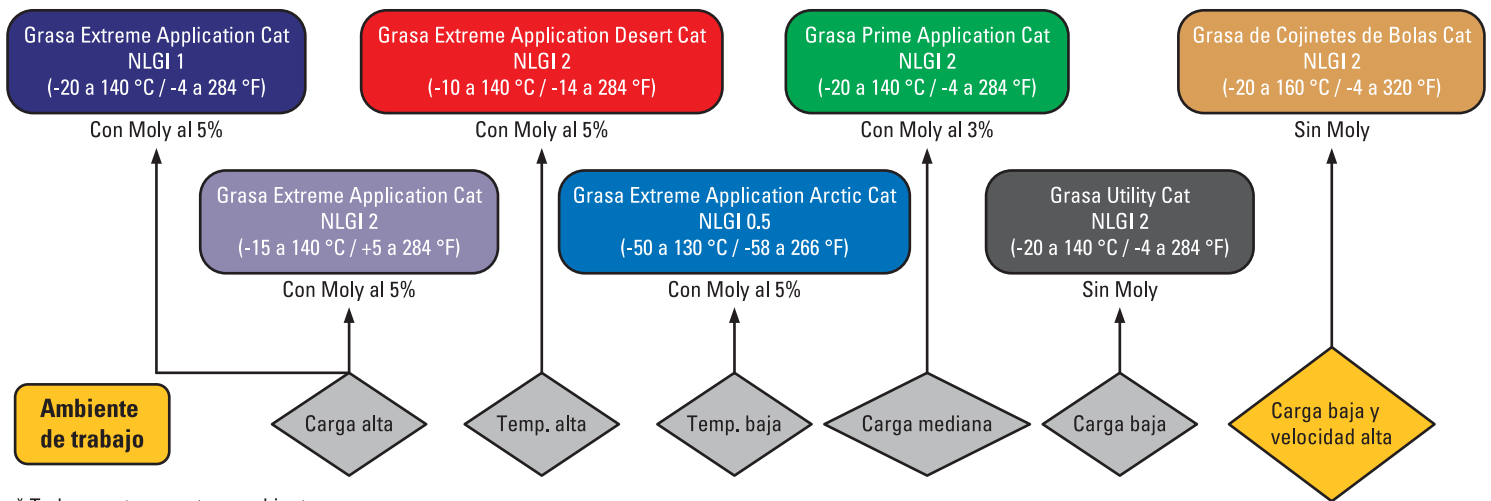 Grasa Extreme Application Cat
NLGI 1
(-20 a 140 °C / -4 a 284 °F)
Con Moly al 5%
Grasa Extreme Application Desert Cat
NLGI 2
(-10 a 140 °C / -14 a 284 °F)
Con Moly al 5%
Grasa Prime Application Cat
NLGI 2
(-20 a 140 °C / -4 a 284 °F)
Con Moly al 3%
Grasa de Cojinetes de Bolas Cat
NLGI 2
(-20 a 160 °C / -4 a 320 °F)
Sin Moly
Grasa Extreme Application Cat
NLGI 2
(-15 a 140 °C / +5 a 284 °F)
Con Moly al 5%
Grasa Extreme Application Arctic Cat
NLGI 0.5
(-50 a 130 °C / -58 a 266 °F)
Con Moly al 5%
Grasa Utility Cat
NLGI 2
(-20 a 140 °C / -4 a 284 °F)
Sin Moly
Ambiente
de trabajo
Carga alta
Temp. alta
Temp. baja
Carga mediana
Carga baja
Carga baja y
velocidad alta